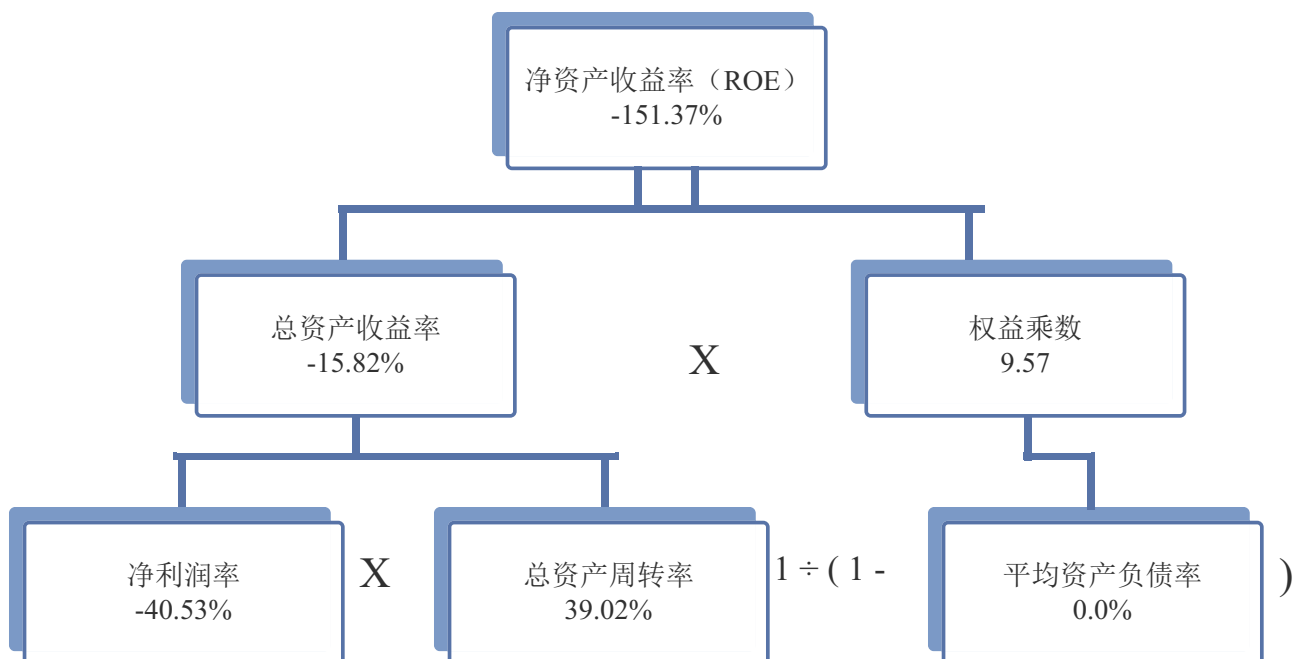 净资产收益率（ROE）
-151.37%
总资产收益率
-15.82%
X
权益乘数
9.57
净利润率
-40.53%
X
总资产周转率
39.02%
1 ÷ ( 1 -
平均资产负债率
0.0%
)